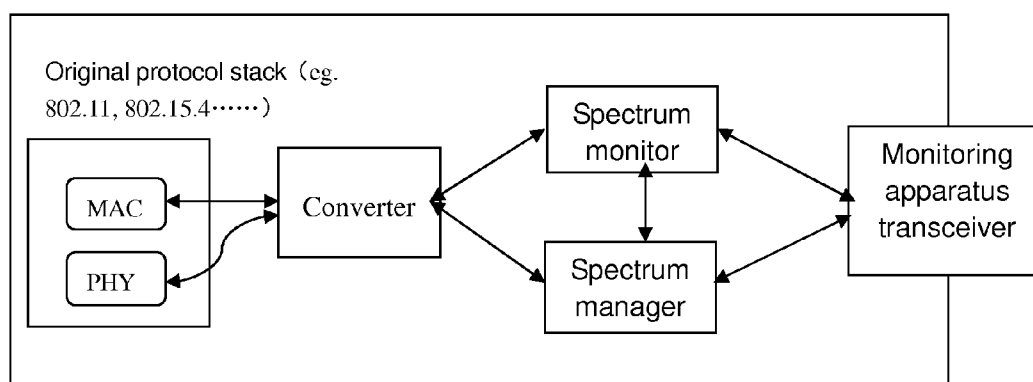 Original protocol stack（eg.
802.11, 802.15.4⋯⋯）
MAC
PHY
Converter
Spectrum
monitor
Spectrum
manager
Monitoring
apparatus
transceiver